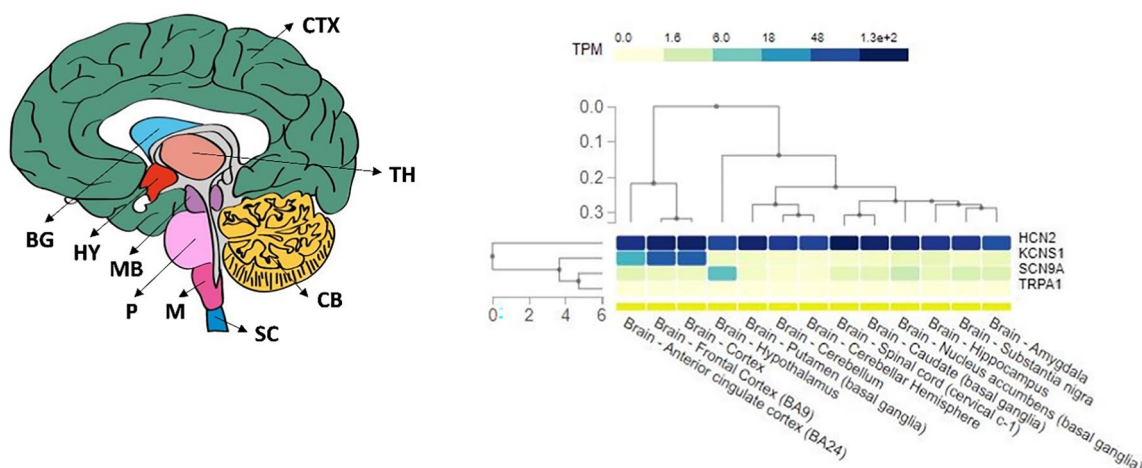 CTX
TH
BG
HY
MB
P
M
CB
SC
TPM
0.0 1.6 6.0 18 48 1.3e+2
0.0
0.1
0.2
0.3
HCN2
KCNS1
SCN9A
TRPA1
0 2 4 6
Brain - Anterior cingulate cortex (BA24)
Brain - Frontal Cortex (BA9)
Brain - Cortex
Brain - Hypothalamus
Brain - Putamen (basal ganglia)
Brain - Cerebellum
Brain - Cerebellar Hemisphere
Brain - Spinal cord (cervical c-1)
Brain - Caudate (basal ganglia)
Brain - Nucleus accumbens (basal ganglia)
Brain - Hippocampus
Brain - Substantia nigra
Brain - Amygdala